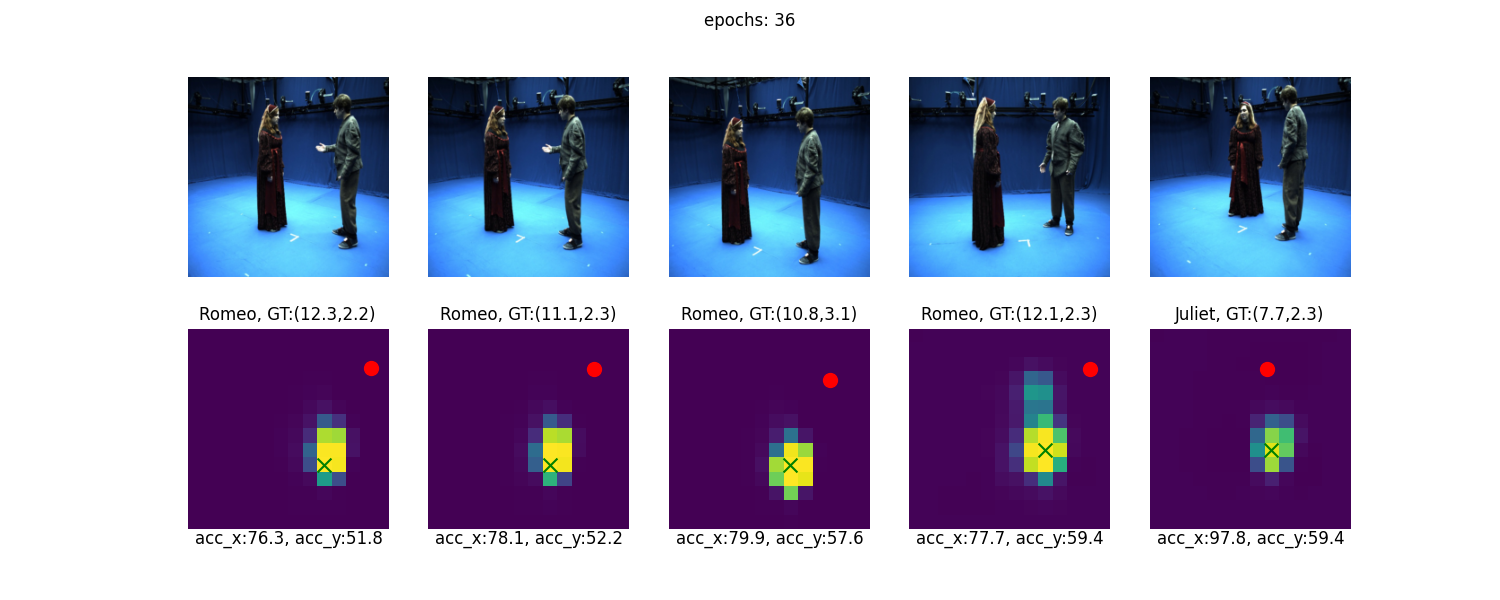 epochs: 36
Romeo, GT:(12.3,2.2)
Romeo, GT:(11.1,2.3)
Romeo, GT:(10.8,3.1)
Romeo, GT:(12.1,2.3)
Juliet, GT:(7.7,2.3)
acc_x:76.3, acc_y:51.8
acc_x:78.1, acc_y:52.2
acc_x:79.9, acc_y:57.6
acc_x:77.7, acc_y:59.4
acc_x:97.8, acc_y:59.4